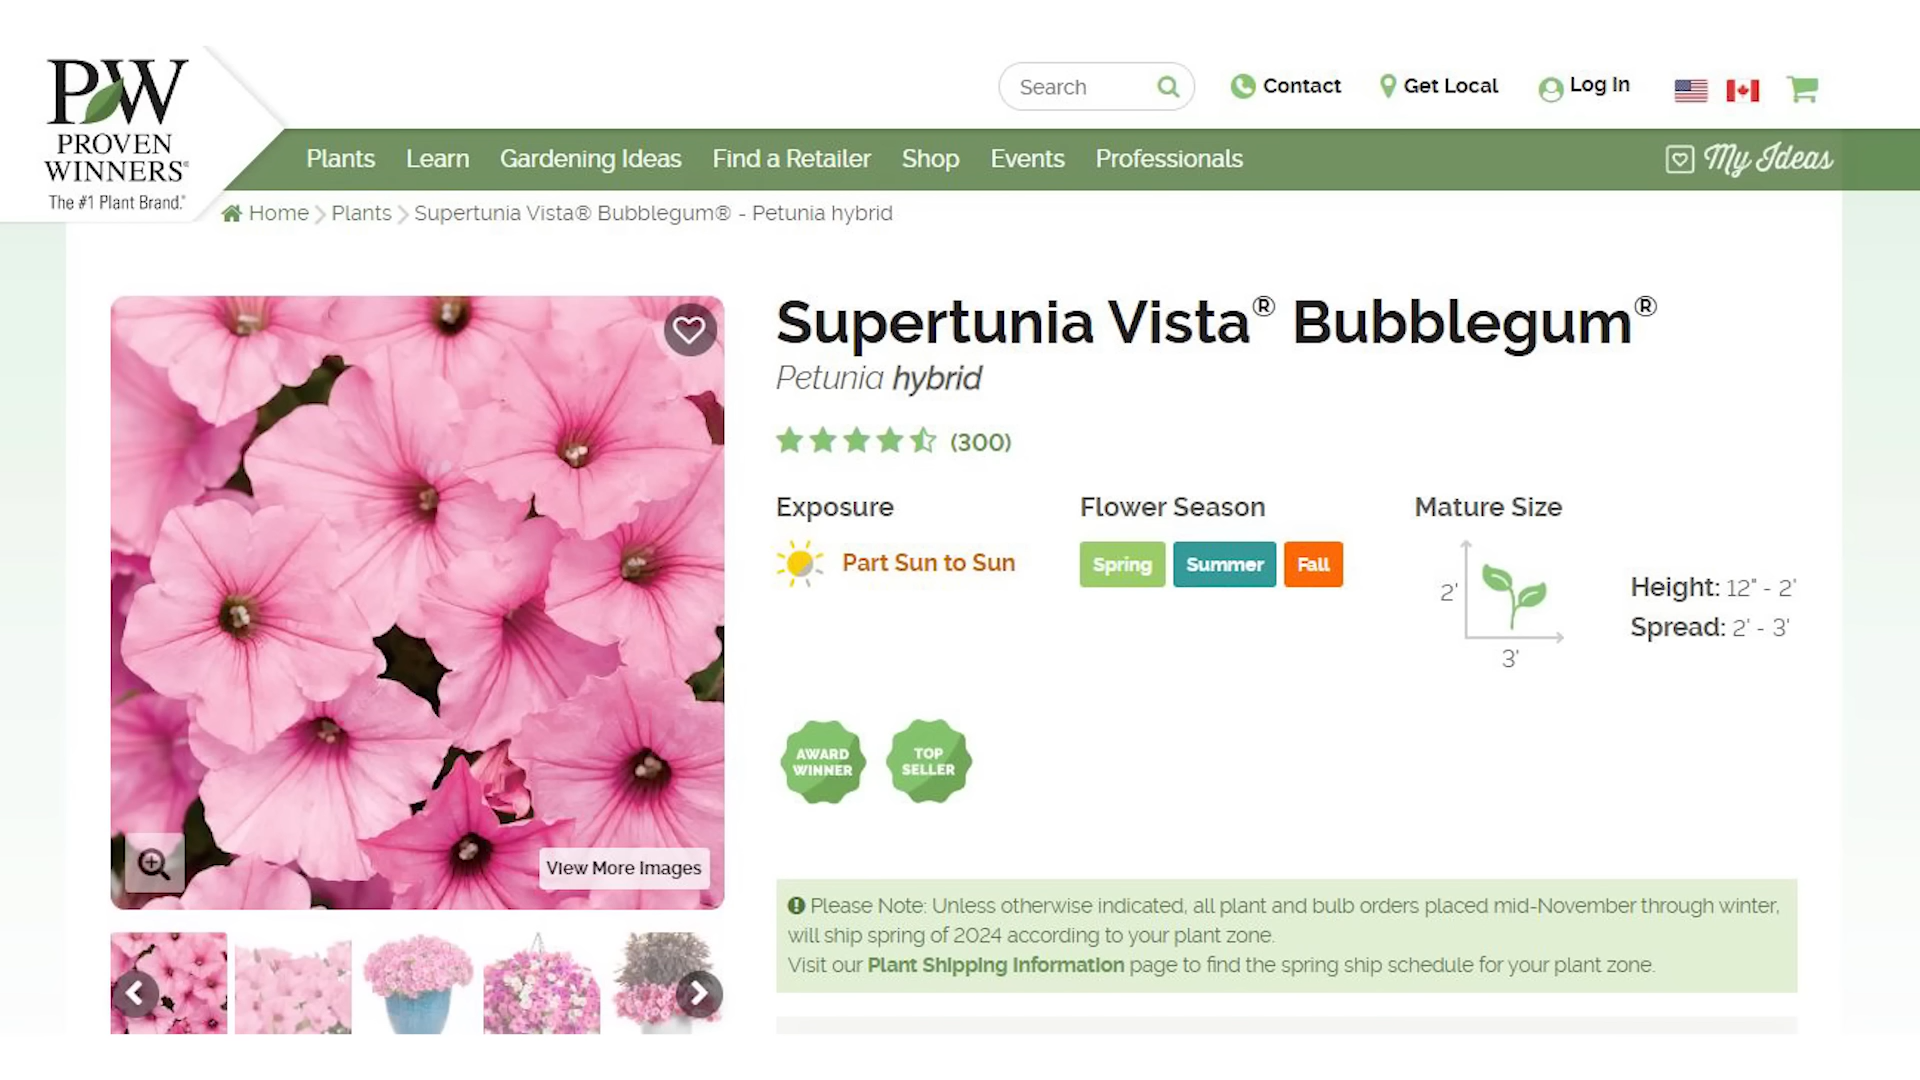 PW
PROVEN
WINNERS®
The #1 Plant Brand.®
Search
Contact
Get Local
Log In
Plants Learn Gardening Ideas Find a Retailer Shop Events Professionals
My Ideas
Home Plants Supertunia Vista® Bubblegum® - Petunia hybrid
Supertunia Vista® Bubblegum®
Petunia hybrid
(300)
Exposure
Part Sun to Sun
Flower Season
Spring Summer Fall
Mature Size
2'
3'
Height: 12" - 2'
Spread: 2' - 3'
AWARD
WINNER
TOP
SELLER
View More Images
Please Note: Unless otherwise indicated, all plant and bulb orders placed mid-November through winter,
will ship spring of 2024 according to your plant zone.
Visit our Plant Shipping Information page to find the spring ship schedule for your plant zone.